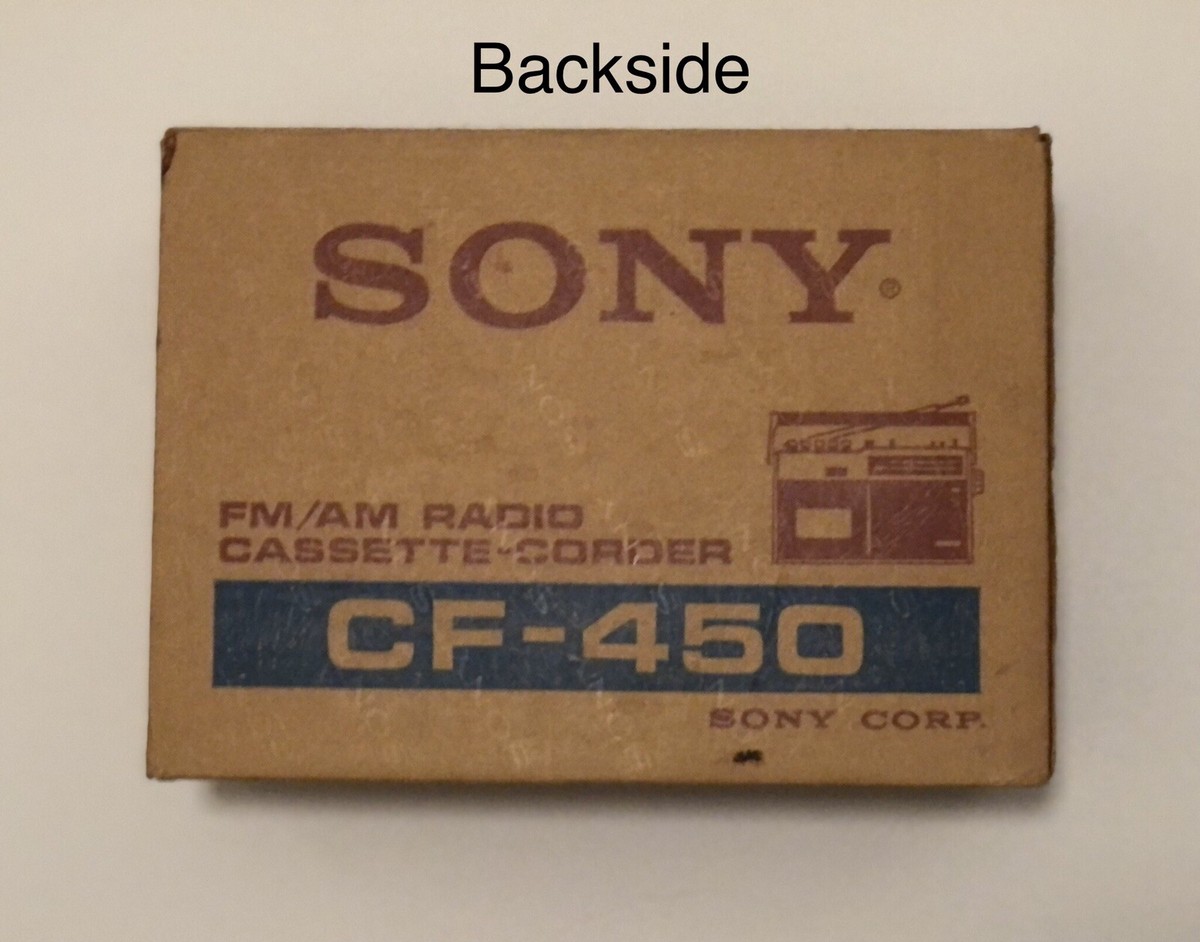 Backside
SONY®
FM/AM RADIO
CASSETTE-CORDER
CF-450
SONY CORP.